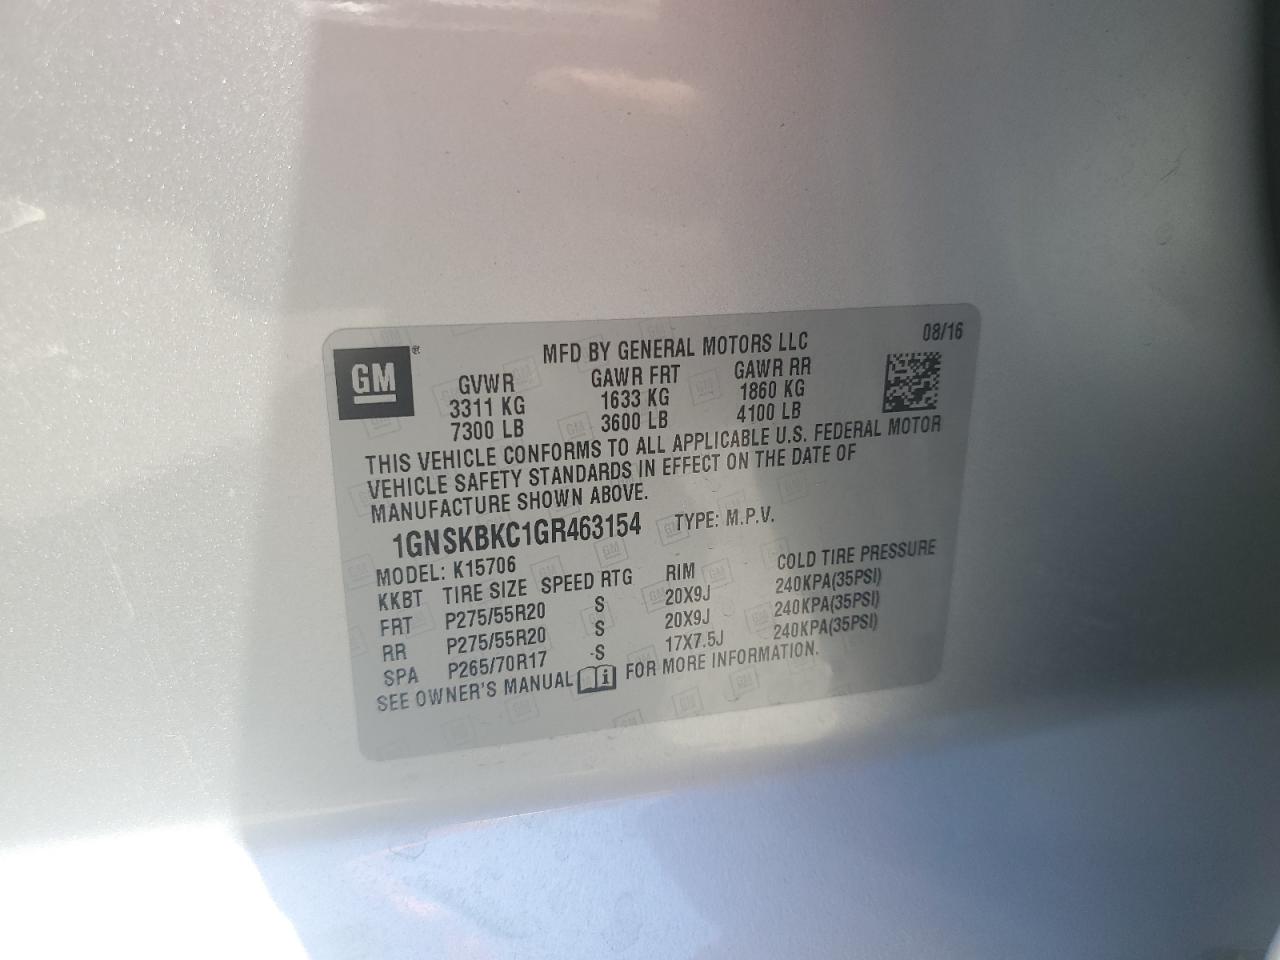 GM ®
MFD BY GENERAL MOTORS LLC
08/16
GVWR GAWR FRT GAWR RR
3311 KG 1633 KG 1860 KG
7300 LB 3600 LB 4100 LB
THIS VEHICLE CONFORMS TO ALL APPLICABLE U.S. FEDERAL MOTOR
VEHICLE SAFETY STANDARDS IN EFFECT ON THE DATE OF
MANUFACTURE SHOWN ABOVE.
1GNSKBKC1GR463154 TYPE: M.P.V.
MODEL: K15706
KKBT TIRE SIZE SPEED RTG RIM COLD TIRE PRESSURE
FRT P275/55R20 S 20X9J 240KPA(35PSI)
RR P275/55R20 S 20X9J 240KPA(35PSI)
SPA P265/70R17 S 17X7.5J 240KPA(35PSI)
SEE OWNER'S MANUAL i FOR MORE INFORMATION.